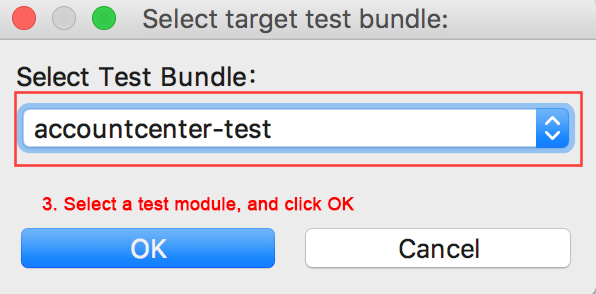 Select target test bundle:
Select Test Bundle:
accountcenter-test
3. Select a test module, and click OK
OK
Cancel